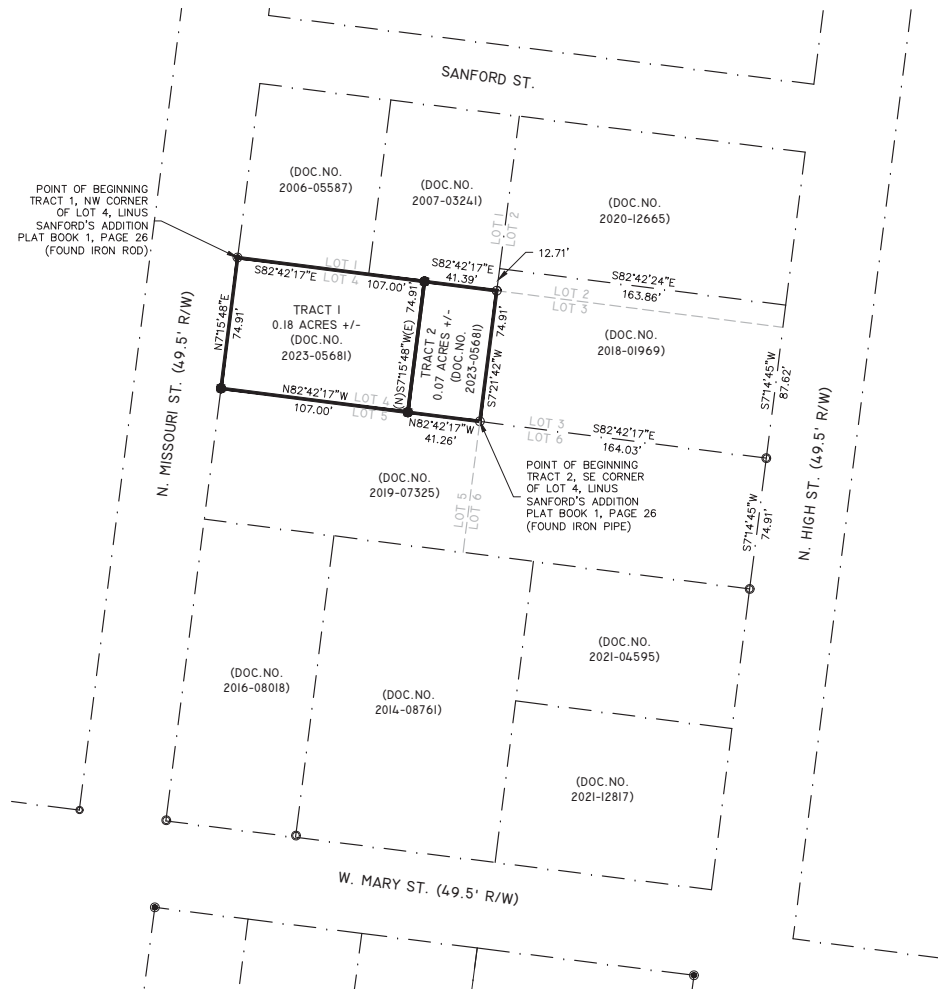 SANFORD ST.
(DOC.NO.
2006-05587)
(DOC.NO.
2007-03241)
(DOC.NO.
2020-12665)
POINT OF BEGINNING
TRACT 1, NW CORNER
OF LOT 4, LINUS
SANFORD'S ADDITION
PLAT BOOK 1, PAGE 26
(FOUND IRON ROD)
LOT 1
LOT 2
12.71'
LOT 1
S82°42'17"E
LOT 4
107.00'
S82°42'17"E
41.39'
S82°42'24"E
163.86'
LOT 2
LOT 3
N7°15'48"E
74.91'
TRACT 1
0.18 ACRES +/-
(DOC.NO.
2023-05681)
74.91'
(N)S7°15'48"W(E)
TRACT 2
0.07 ACRES +/-
(DOC.NO.
2023-05681)
74.91'
S7°21'42"W
(DOC.NO.
2018-01969)
S7°14'45"W
87.62'
N. MISSOURI ST. (49.5' R/W)
N. HIGH ST. (49.5' R/W)
N82°42'17"W
107.00'
LOT 4
LOT 5
N82°42'17"W
41.26'
LOT 3
LOT 6
S82°42'17"E
164.03'
POINT OF BEGINNING
TRACT 2, SE CORNER
OF LOT 4, LINUS
SANFORD'S ADDITION
PLAT BOOK 1, PAGE 26
(FOUND IRON PIPE)
(DOC.NO.
2019-07325)
LOT 5
LOT 6
S7°14'45"W
74.91'
(DOC.NO.
2021-04595)
(DOC.NO.
2016-08018)
(DOC.NO.
2014-08761)
(DOC.NO.
2021-12817)
W. MARY ST. (49.5' R/W)